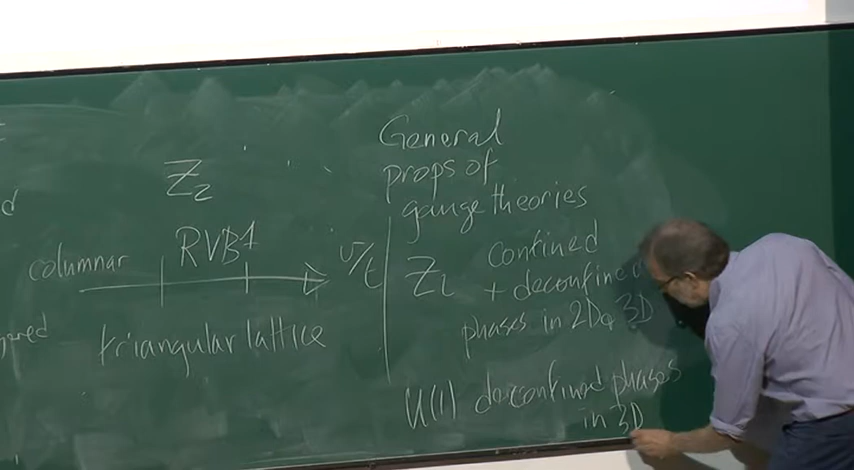 Z₂
columnar
RVB 1
v/t
triangular lattice
General
props of
gauge theories
Z₂ confined
+ deconfined
phases in 2D & 3D
U(1) deconfined phases
in 3D